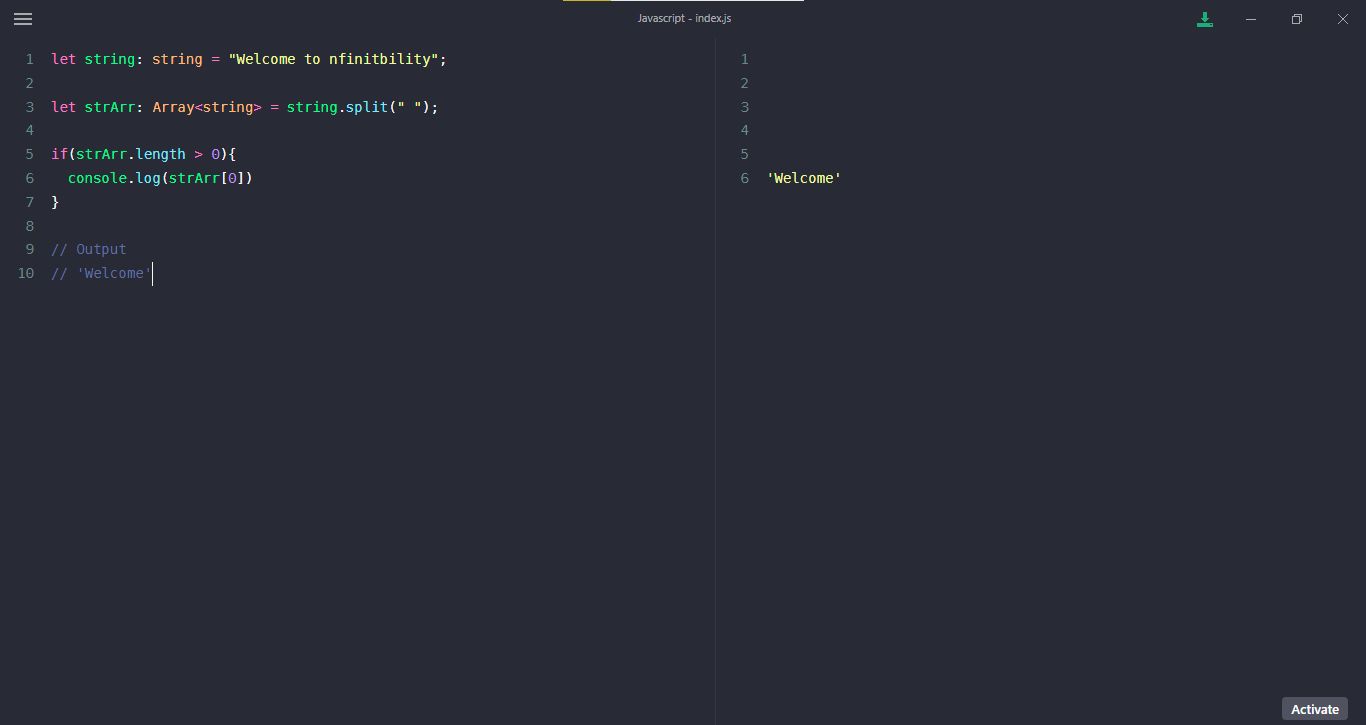 Javascript - index.js
1 let string: string = "Welcome to nfinitbility";
2
3 let strArr: Array<string> = string.split(" ");
4
5 if(strArr.length > 0){
6   console.log(strArr[0])
7 }
8
9 // Output
10 // 'Welcome'
1
2
3
4
5
6 'Welcome'
Activate